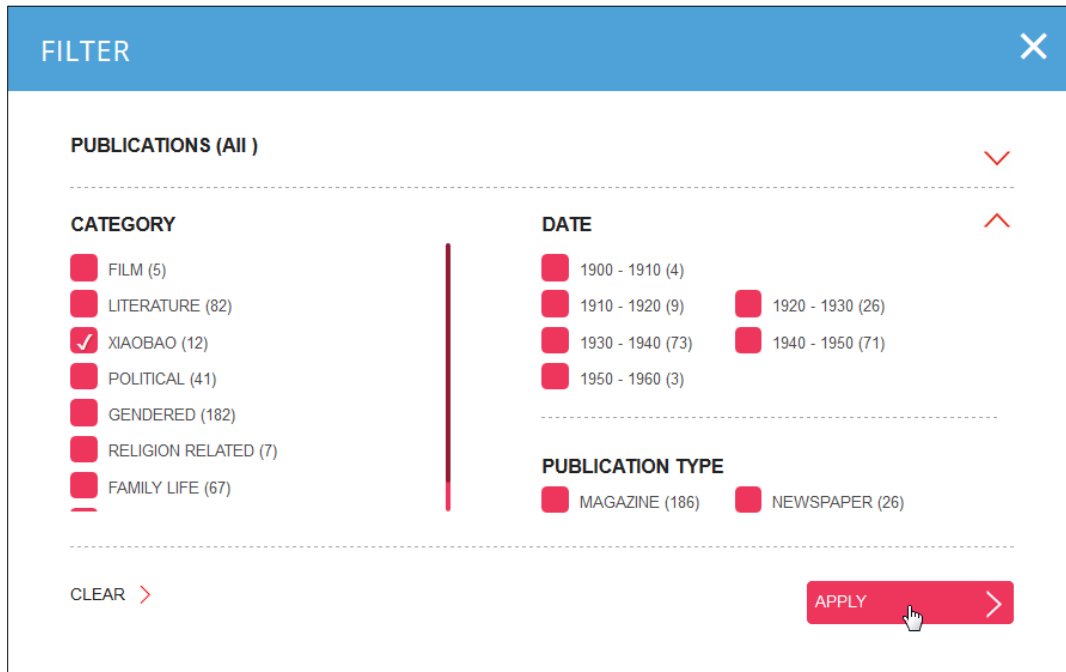 FILTER
PUBLICATIONS (All )
CATEGORY
FILM (5)
LITERATURE (82)
XIAOBAO (12)
POLITICAL (41)
GENDERED (182)
RELIGION RELATED (7)
FAMILY LIFE (67)
DATE
1900 - 1910 (4)
1910 - 1920 (9) 1920 - 1930 (26)
1930 - 1940 (73) 1940 - 1950 (71)
1950 - 1960 (3)
PUBLICATION TYPE
MAGAZINE (186) NEWSPAPER (26)
CLEAR
APPLY